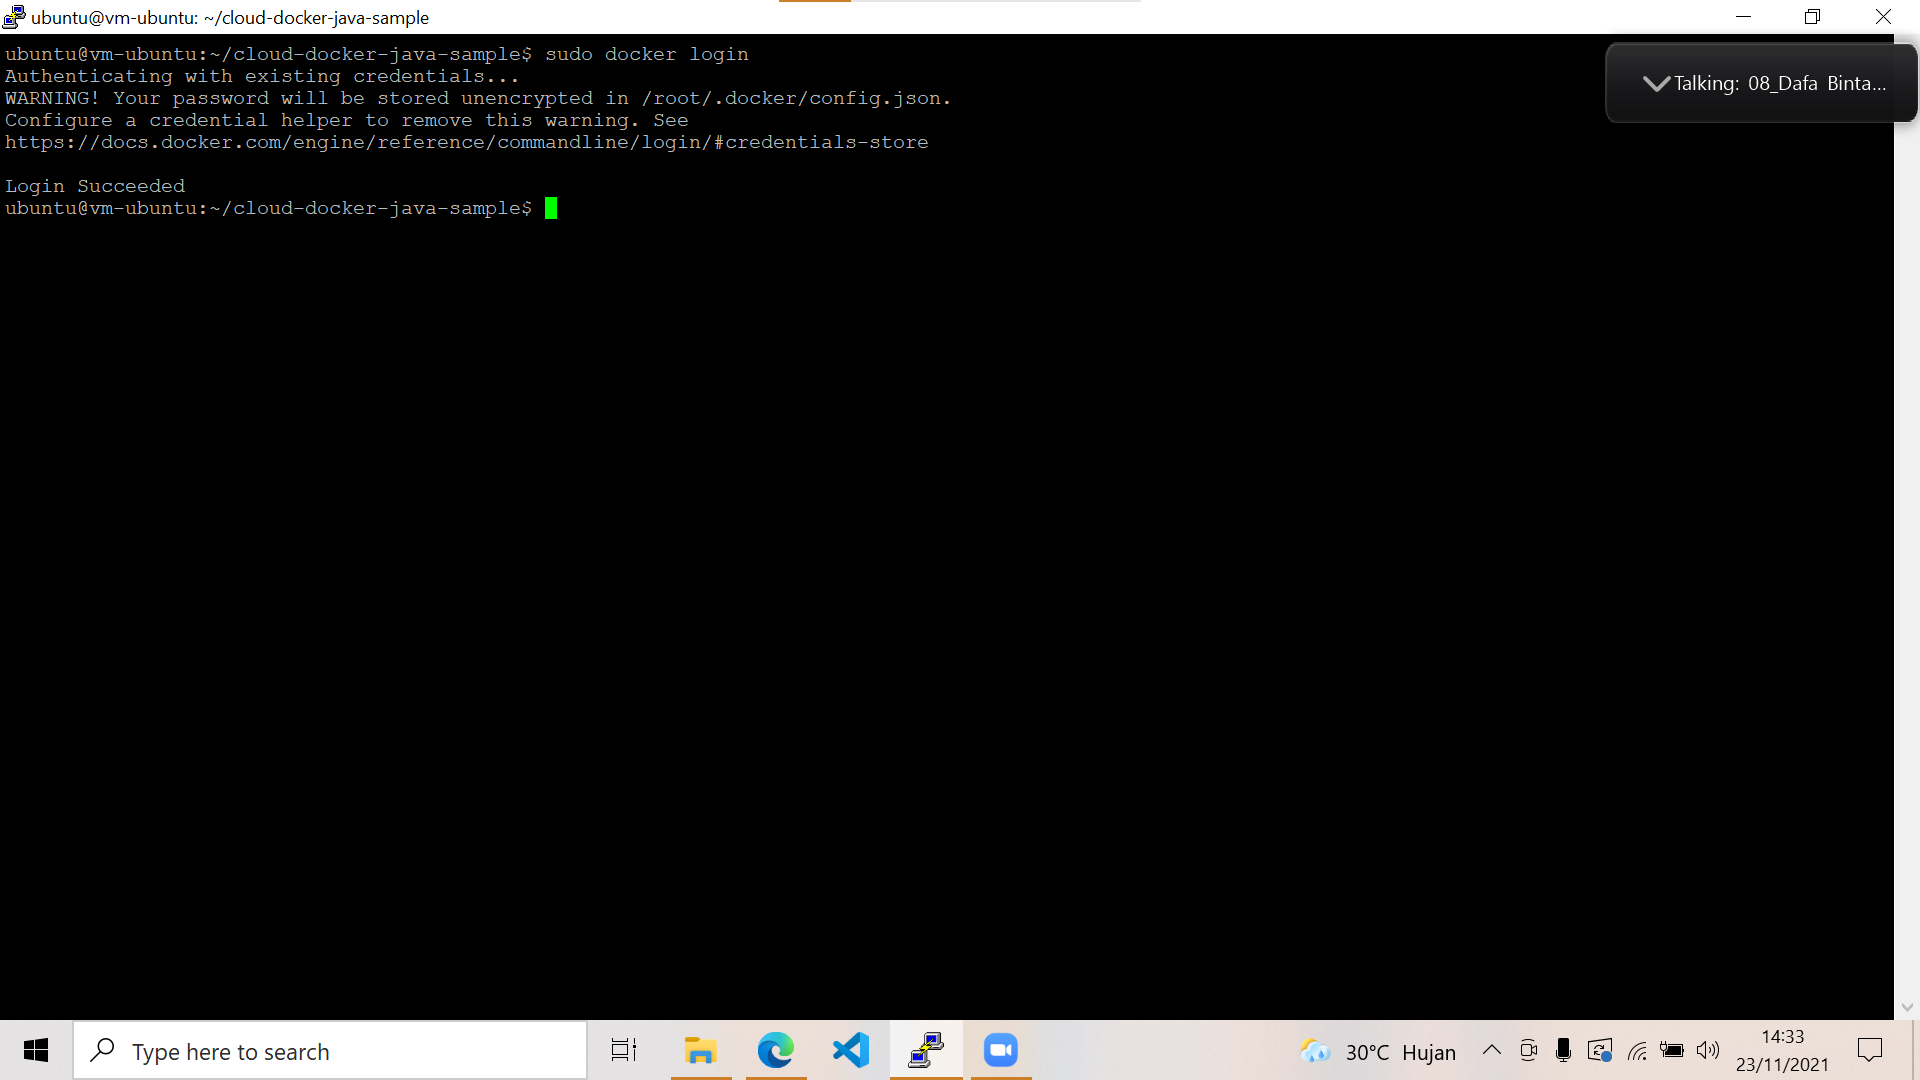 ubuntu@vm-ubuntu: ~/cloud-docker-java-sample
ubuntu@vm-ubuntu:~/cloud-docker-java-sample$ sudo docker login
Authenticating with existing credentials...
WARNING! Your password will be stored unencrypted in /root/.docker/config.json.
Configure a credential helper to remove this warning. See
https://docs.docker.com/engine/reference/commandline/login/#credentials-store
Login Succeeded
ubuntu@vm-ubuntu:~/cloud-docker-java-sample$
Talking: 08_Dafa Binta...
Type here to search
30°C Hujan
14:33
23/11/2021